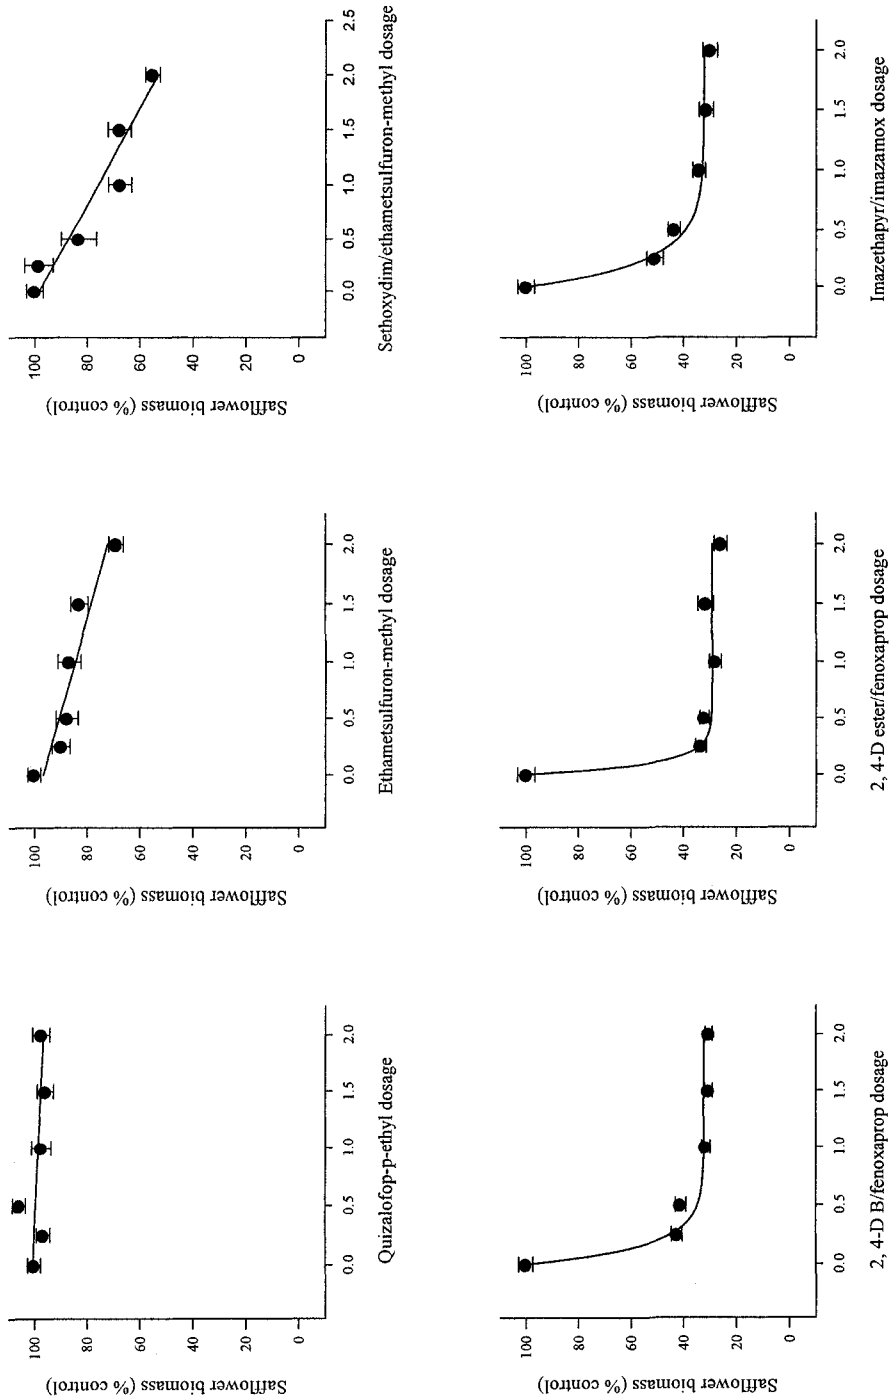 2.5
2.0
1.5
1.0
0.5
0.0
100 80 60 40 20 0
Safflower biomass (% control)
Sethoxydim/ethametsulfuron-methyl dosage
2.0
1.5
1.0
0.5
0.0
100 80 60 40 20 0
Safflower biomass (% control)
Imazethapyr/imazamox dosage
2.0
1.5
1.0
0.5
0.0
100 80 60 40 20 0
Safflower biomass (% control)
Ethametsulfuron-methyl dosage
2.0
1.5
1.0
0.5
0.0
100 80 60 40 20 0
Safflower biomass (% control)
2, 4-D ester/fenoxaprop dosage
2.0
1.5
1.0
0.5
0.0
100 80 60 40 20 0
Safflower biomass (% control)
Quizalofop-p-ethyl dosage
2.0
1.5
1.0
0.5
0.0
100 80 60 40 20 0
Safflower biomass (% control)
2, 4-D B/fenoxaprop dosage